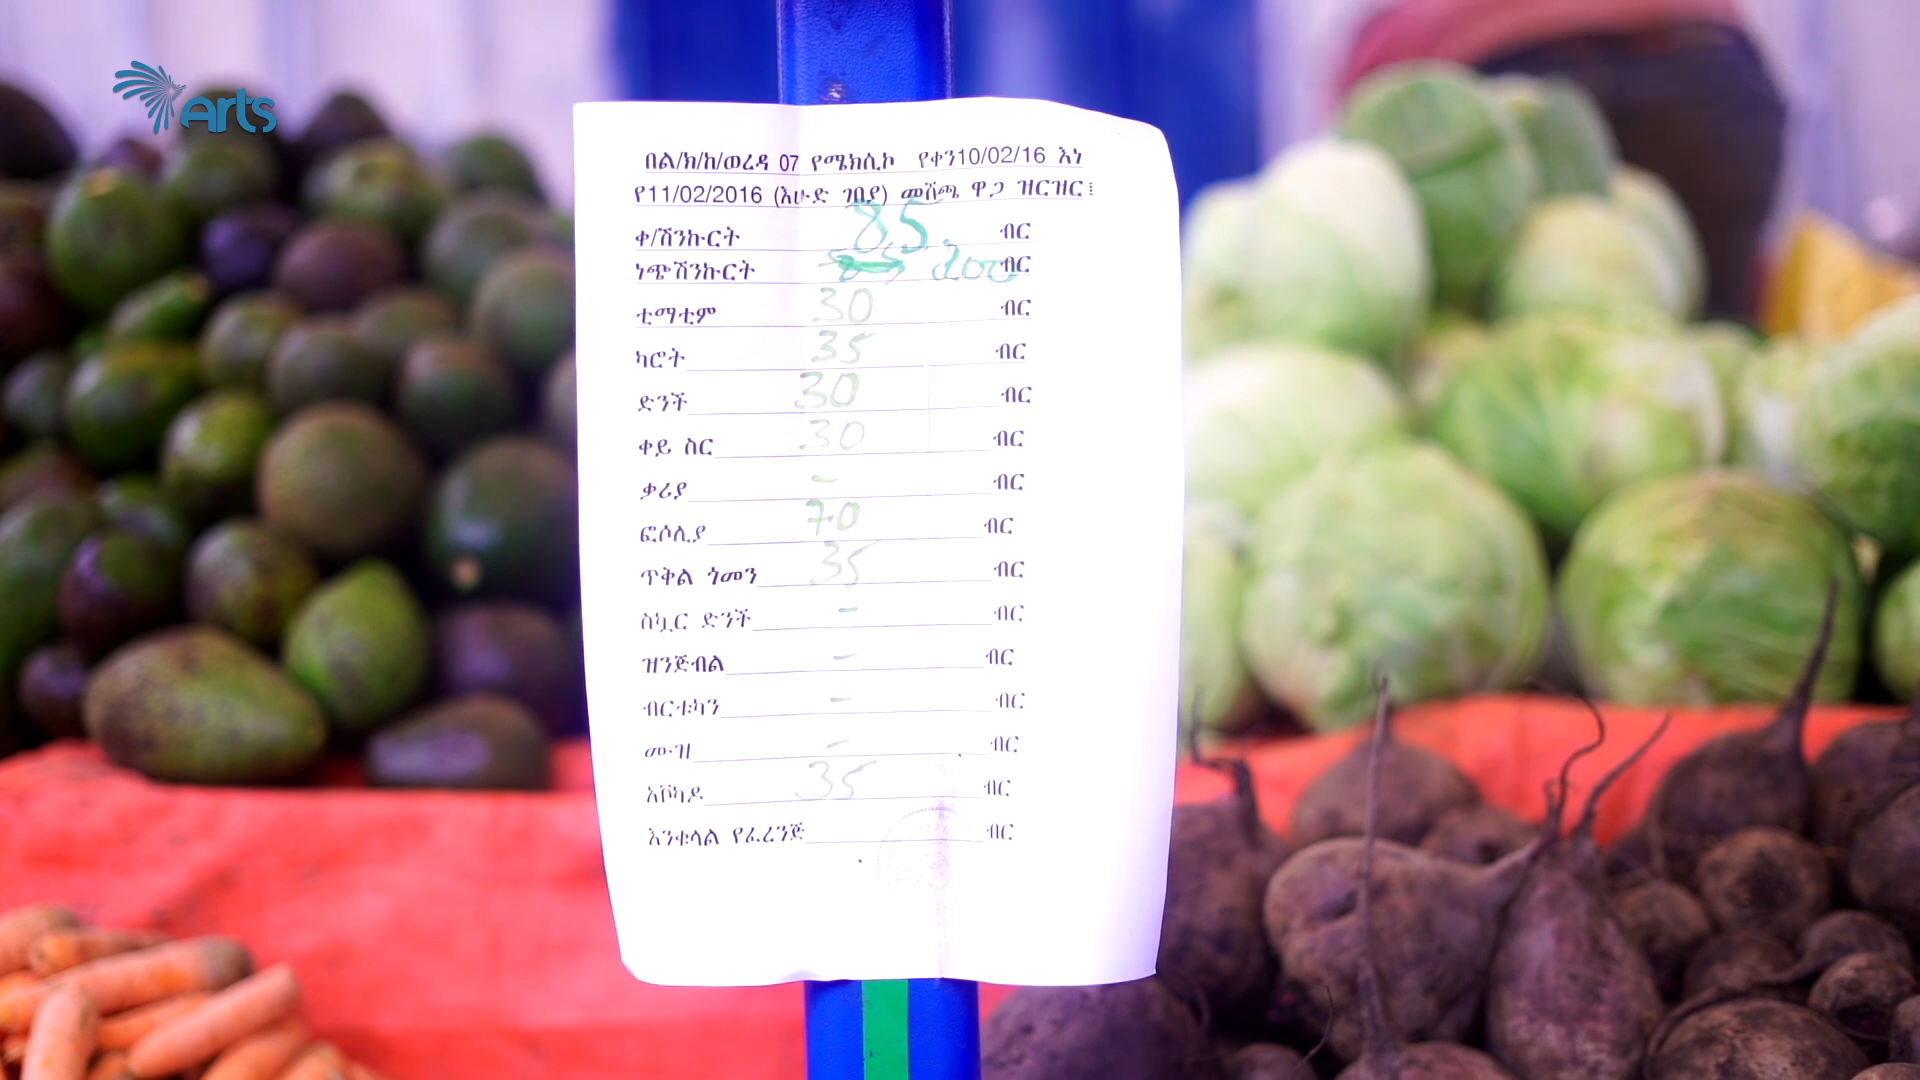 Arts
በል/ክ/ከ/ወረዳ 07 የሜክሲኮ የቀን10/02/16 እነ
የ11/02/2016 (እሁድ ገበያ) መሸጫ ዋጋ ዝርዝር፤
ቀ/ሽንኩርት 85 ብር
ነጭሽንኩርት 200 ብር
ቲማቲም 30 ብር
ካሮት 35 ብር
ድንች 30 ብር
ቀይ ስር 30 ብር
ቃሪያ - ብር
ፎሶሊያ 70 ብር
ጥቅል ጎመን 35 ብር
ስኳር ድንች - ብር
ዝንጅብል - ብር
ብርቱካን - ብር
ሙዝ - ብር
አቮካዶ 35 ብር
እንቁላል የፈረንጅ ብር